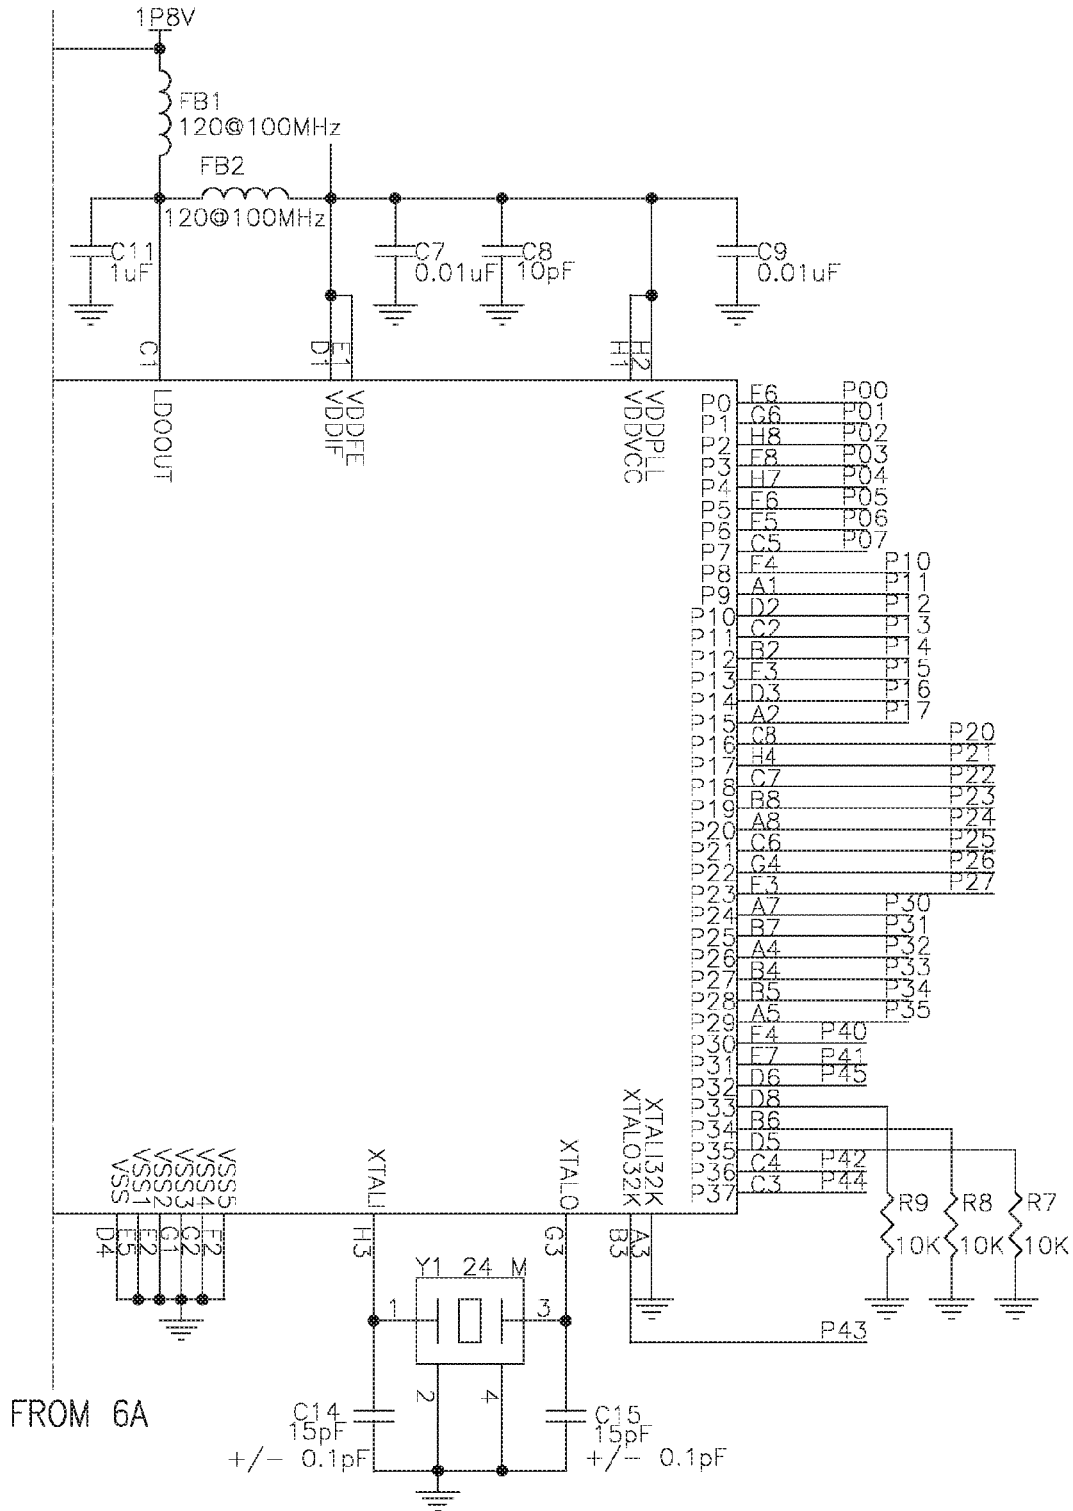 1P8V
FB1
120@100MHz
FB2
120@100MHz
C11
1uF
C7
0.01uF
C8
10pF
C9
0.01uF
C1
D1
E1
H1
H2
LDOOUT
VDDIF
VDDFE
VDDVCC
VDDPLL
P0 F6 P00
P1 G6 P01
P2 H8 P02
P3 F8 P03
P4 H7 P04
P5 E6 P05
P6 F5 P06
P7 C5 P07
P8 F4 P10
P9 A1 P11
P10 D2 P12
P11 C2 P13
P12 B2 P14
P13 P15
P14 D3 P16
P15 A2 P17
P16 C8 P20
P17 H4 P21
P18 C7 P22
P19 B8 P23
P20 A8 P24
P21 C6 P25
P22 G4 P26
P23 P27
P24 A7 P30
P25 B7 P31
P26 A4 P32
P27 B4 P33
P28 B5 P34
P29 A5 P35
P30 P40
P31 E7 P41
P32 D6 P45
P33 D8
P34 B6
P35 D5
P36 C4 P42
P37 C3 P44
VSS
VSS1
VSS2
VSS3
VSS4
VSS5
XTALI
XTALO
XTALO32K
XTALI32K
D4
E5
G1
G2
H3
G3
B3
A3
R9
10K
R8
10K
R7
10K
Y1 24 M
1
3
2
4
P43
C14
15pF
+/- 0.1pF
C15
15pF
+/- 0.1pF
FROM 6A